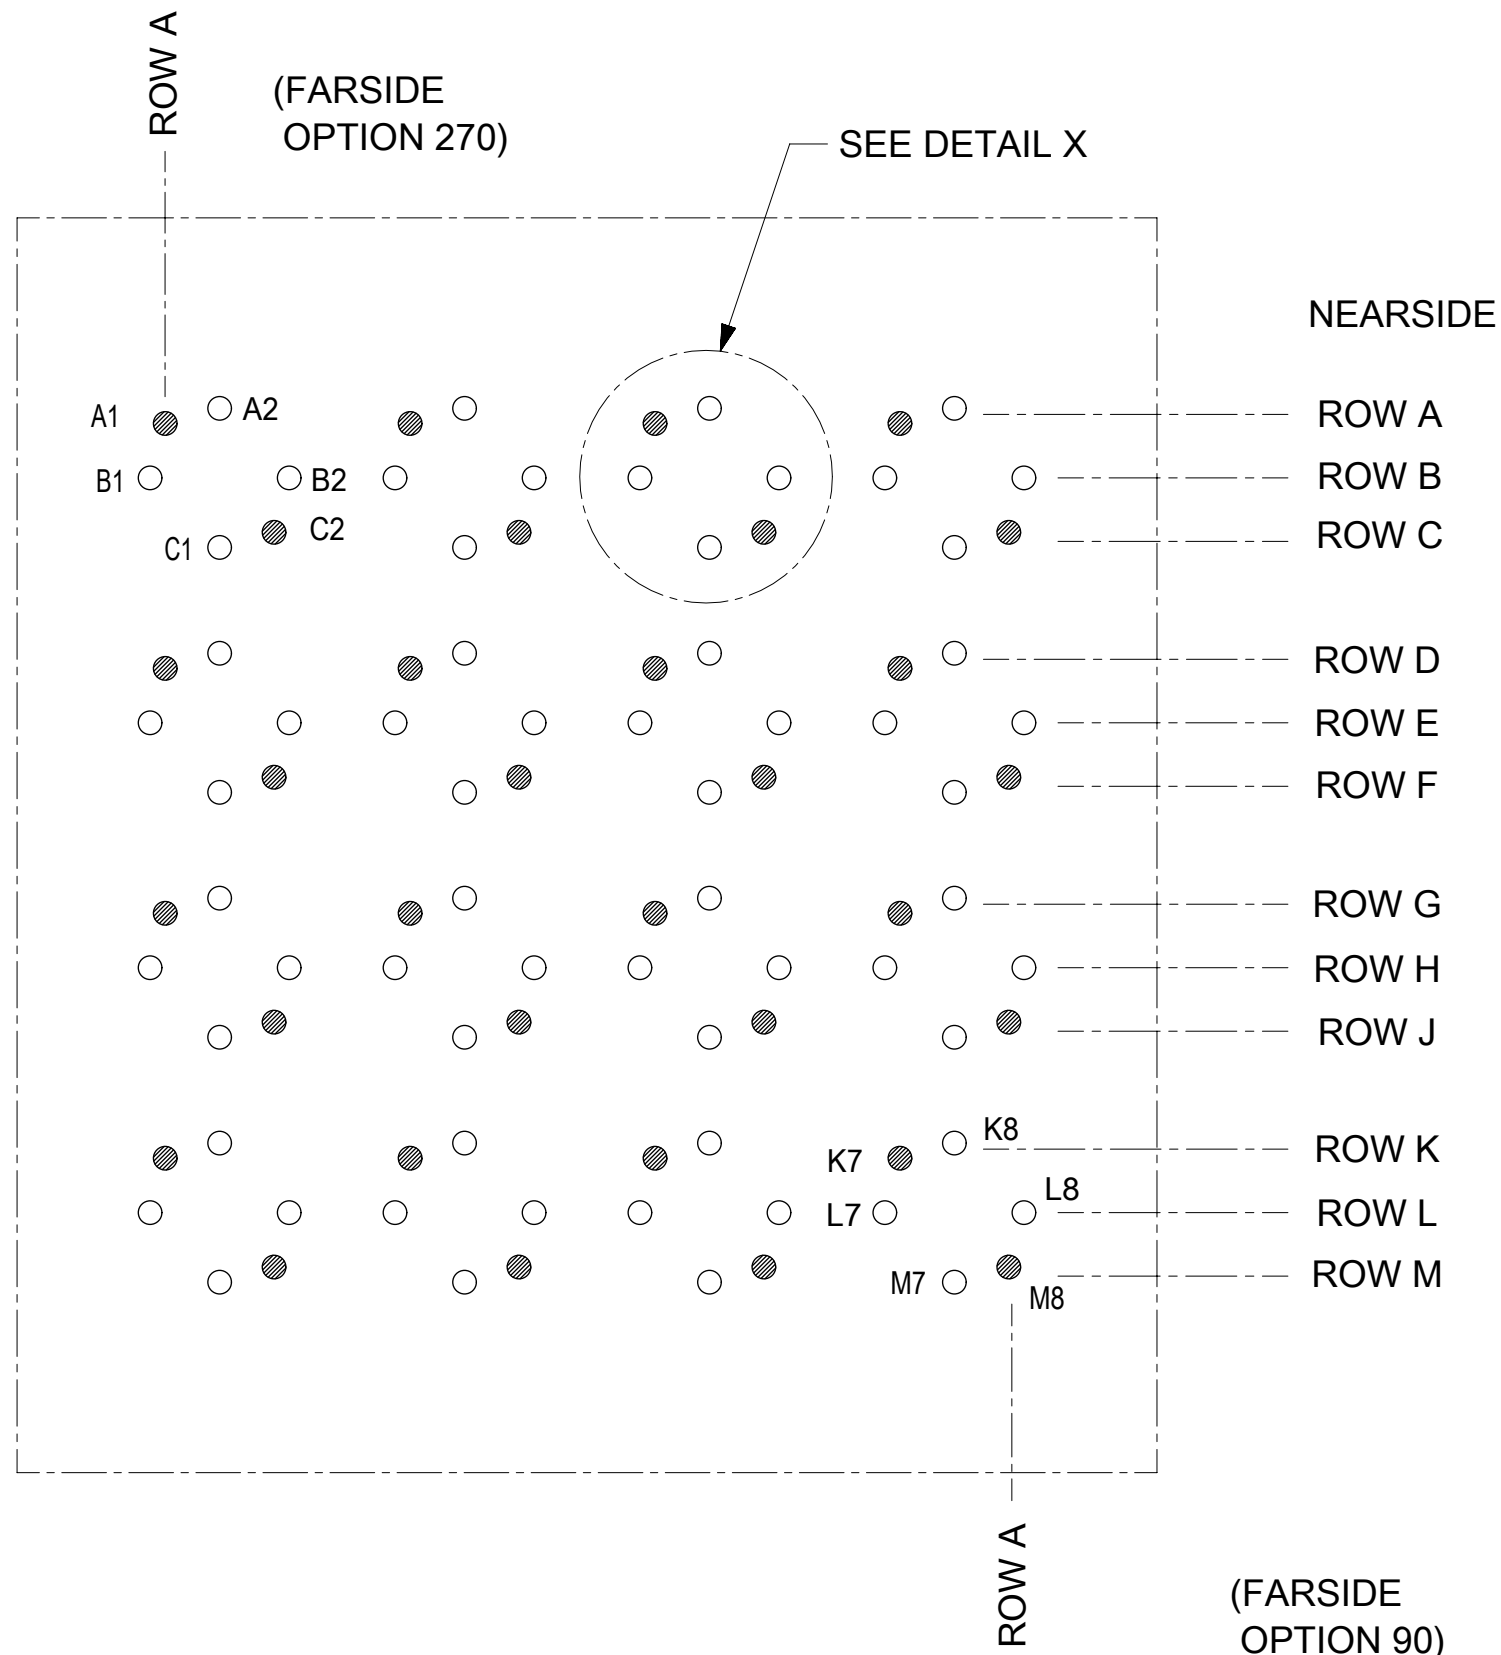 ROW A
(FARSIDE
OPTION 270)
SEE DETAIL X
NEARSIDE
A1
A2
ROW A
B1
B2
ROW B
C1
C2
ROW C
ROW D
ROW E
ROW F
ROW G
ROW H
ROW J
K7
K8
ROW K
L7
L8
ROW L
M7
M8
ROW M
ROW A
(FARSIDE
OPTION 90)